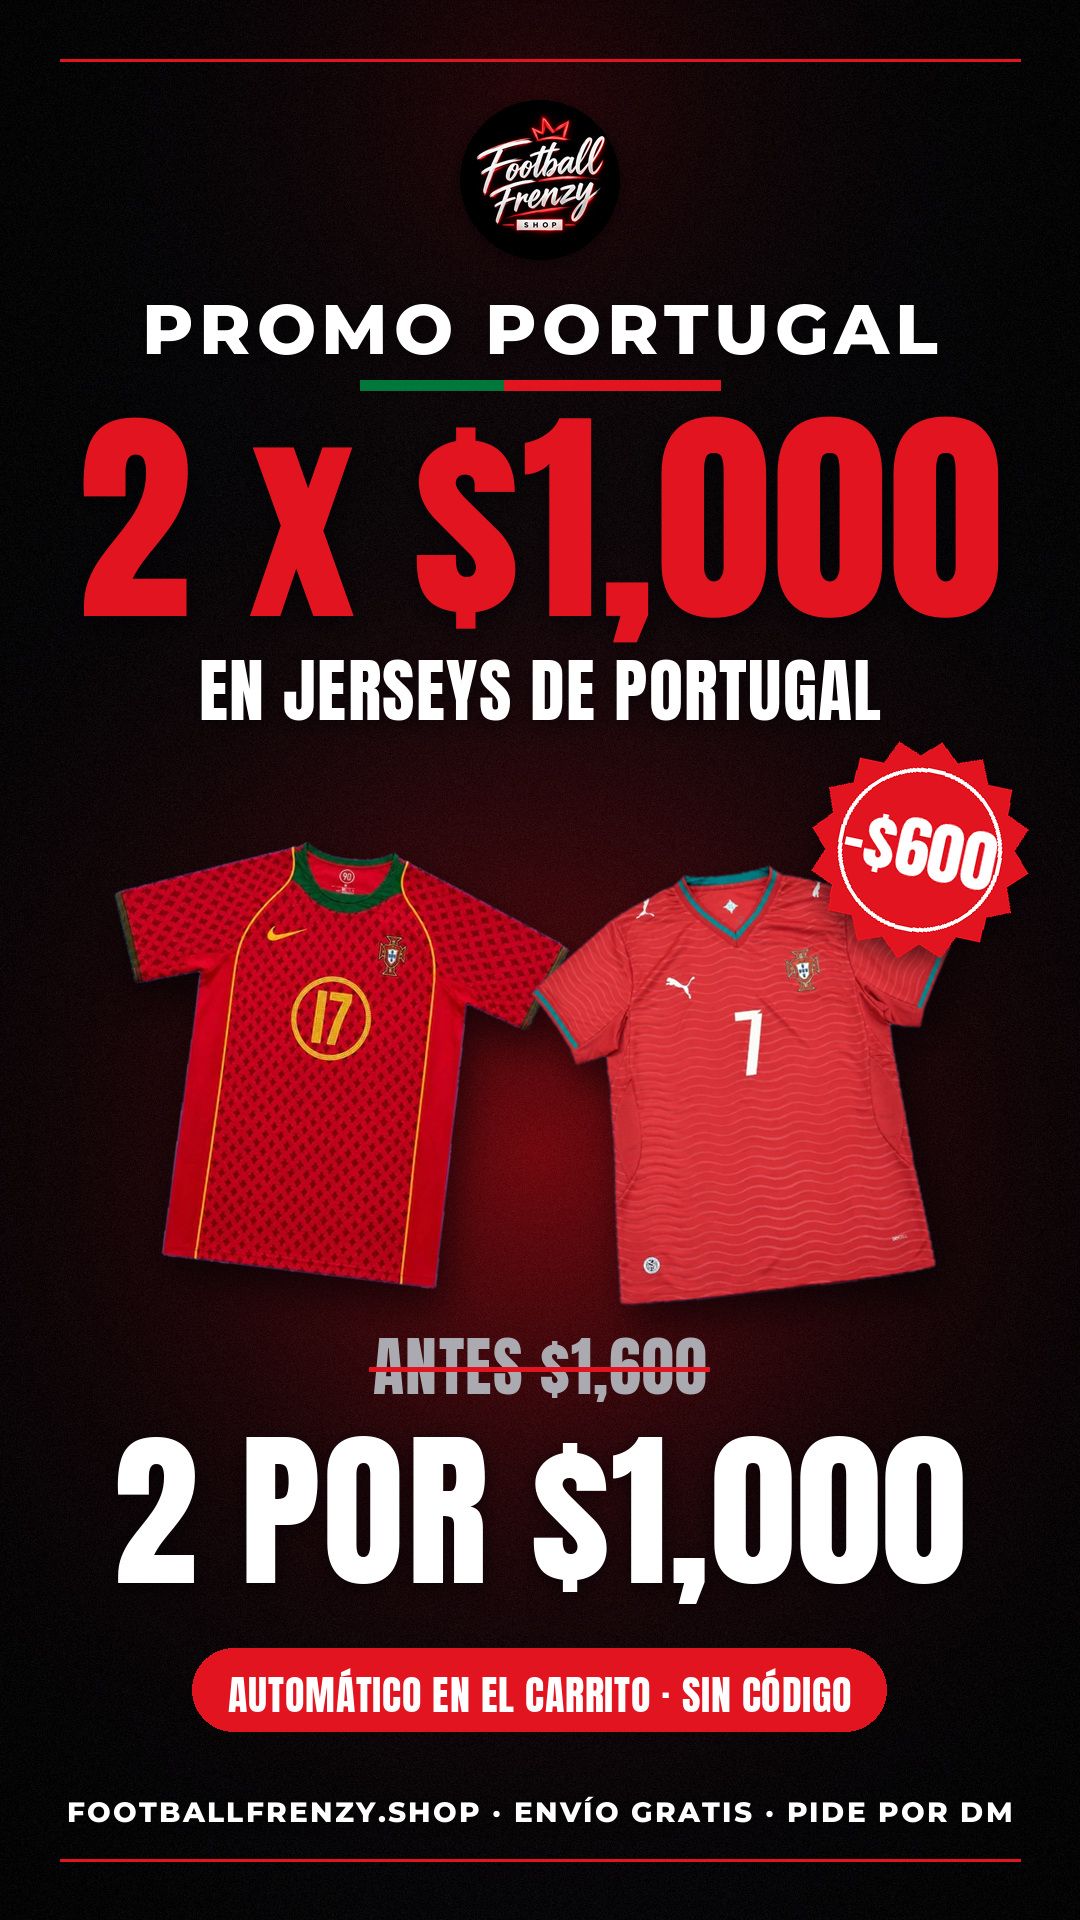 Football
Frenzy
SHOP
PROMO PORTUGAL
2 x $1,000
EN JERSEYS DE PORTUGAL
-$600
90
17
7
ANTES $1,600
2 POR $1,000
AUTOMÁTICO EN EL CARRITO · SIN CÓDIGO
FOOTBALLFRENZY.SHOP · ENVÍO GRATIS · PIDE POR DM